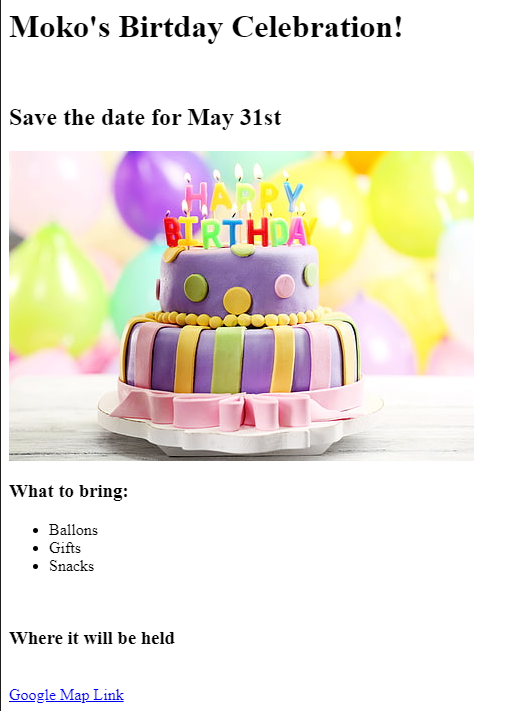 Moko's Birtday Celebration!
Save the date for May 31st
HAPPY
BIRTHDAY
What to bring:
Ballons
Gifts
Snacks
Where it will be held
Google Map Link